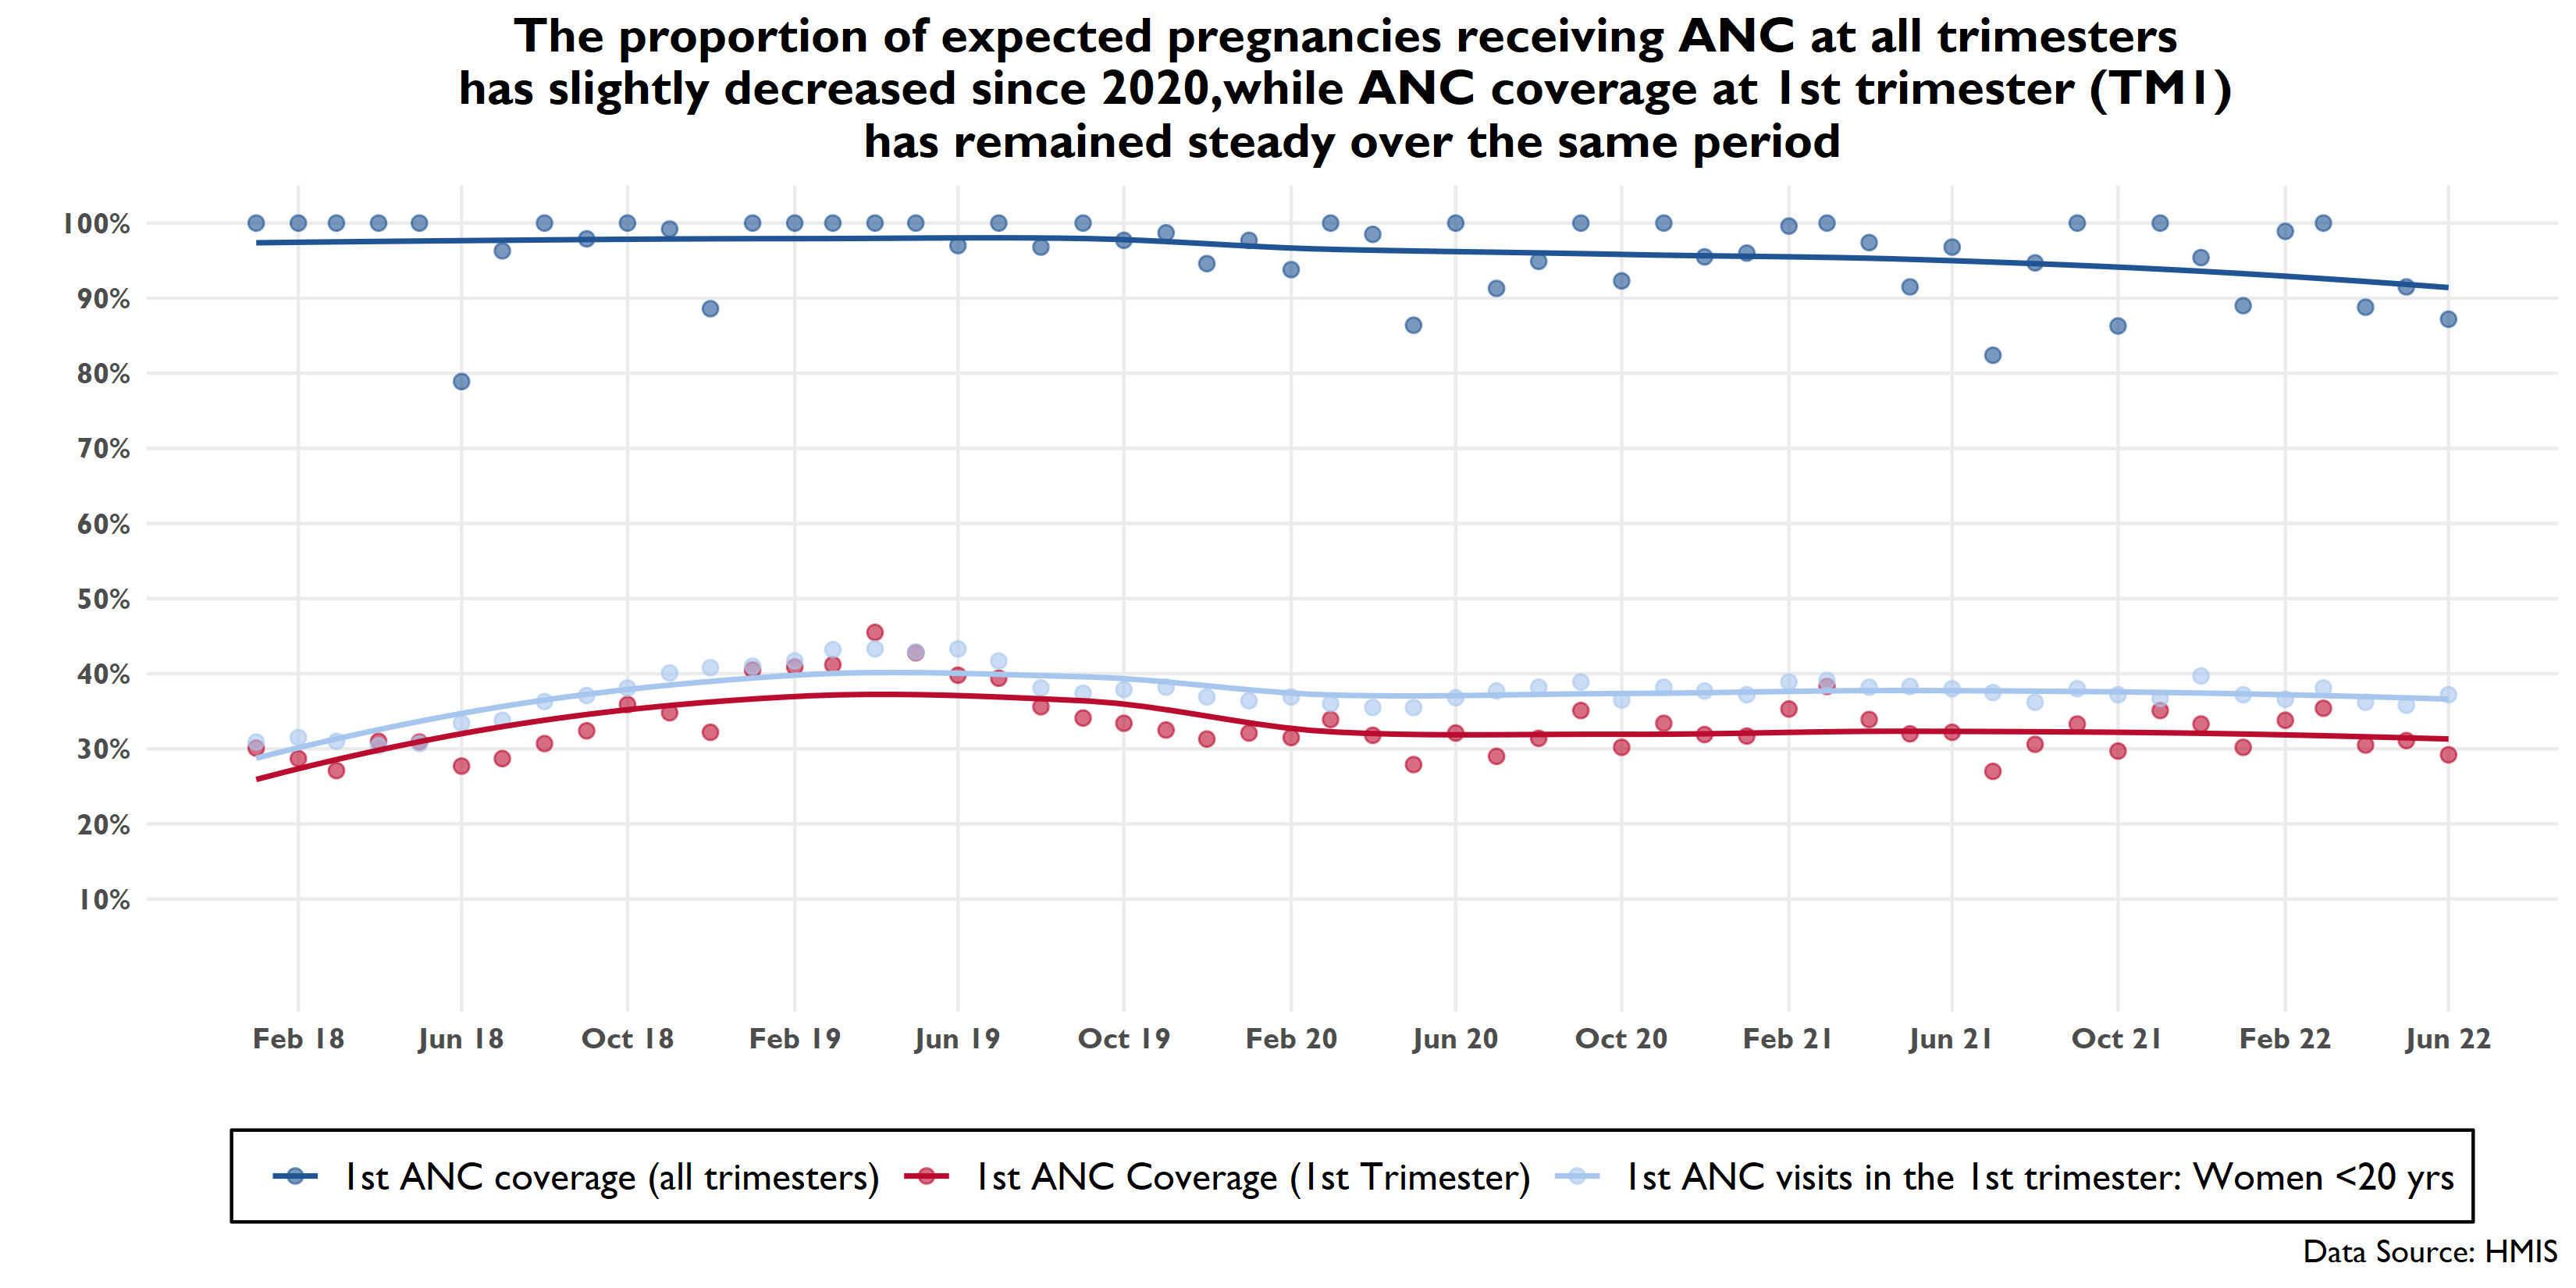 The proportion of expected pregnancies receiving ANC at all trimesters
has slightly decreased since 2020,while ANC coverage at 1st trimester (TM1)
has remained steady over the same period
100%
90%
80%
70%
60%
50%
40%
30%
20%
10%
Feb 18 Jun 18 Oct 18 Feb 19 Jun 19 Oct 19 Feb 20 Jun 20 Oct 20 Feb 21 Jun 21 Oct 21 Feb 22 Jun 22
1st ANC coverage (all trimesters) 1st ANC Coverage (1st Trimester) 1st ANC visits in the 1st trimester: Women <20 yrs
Data Source: HMIS